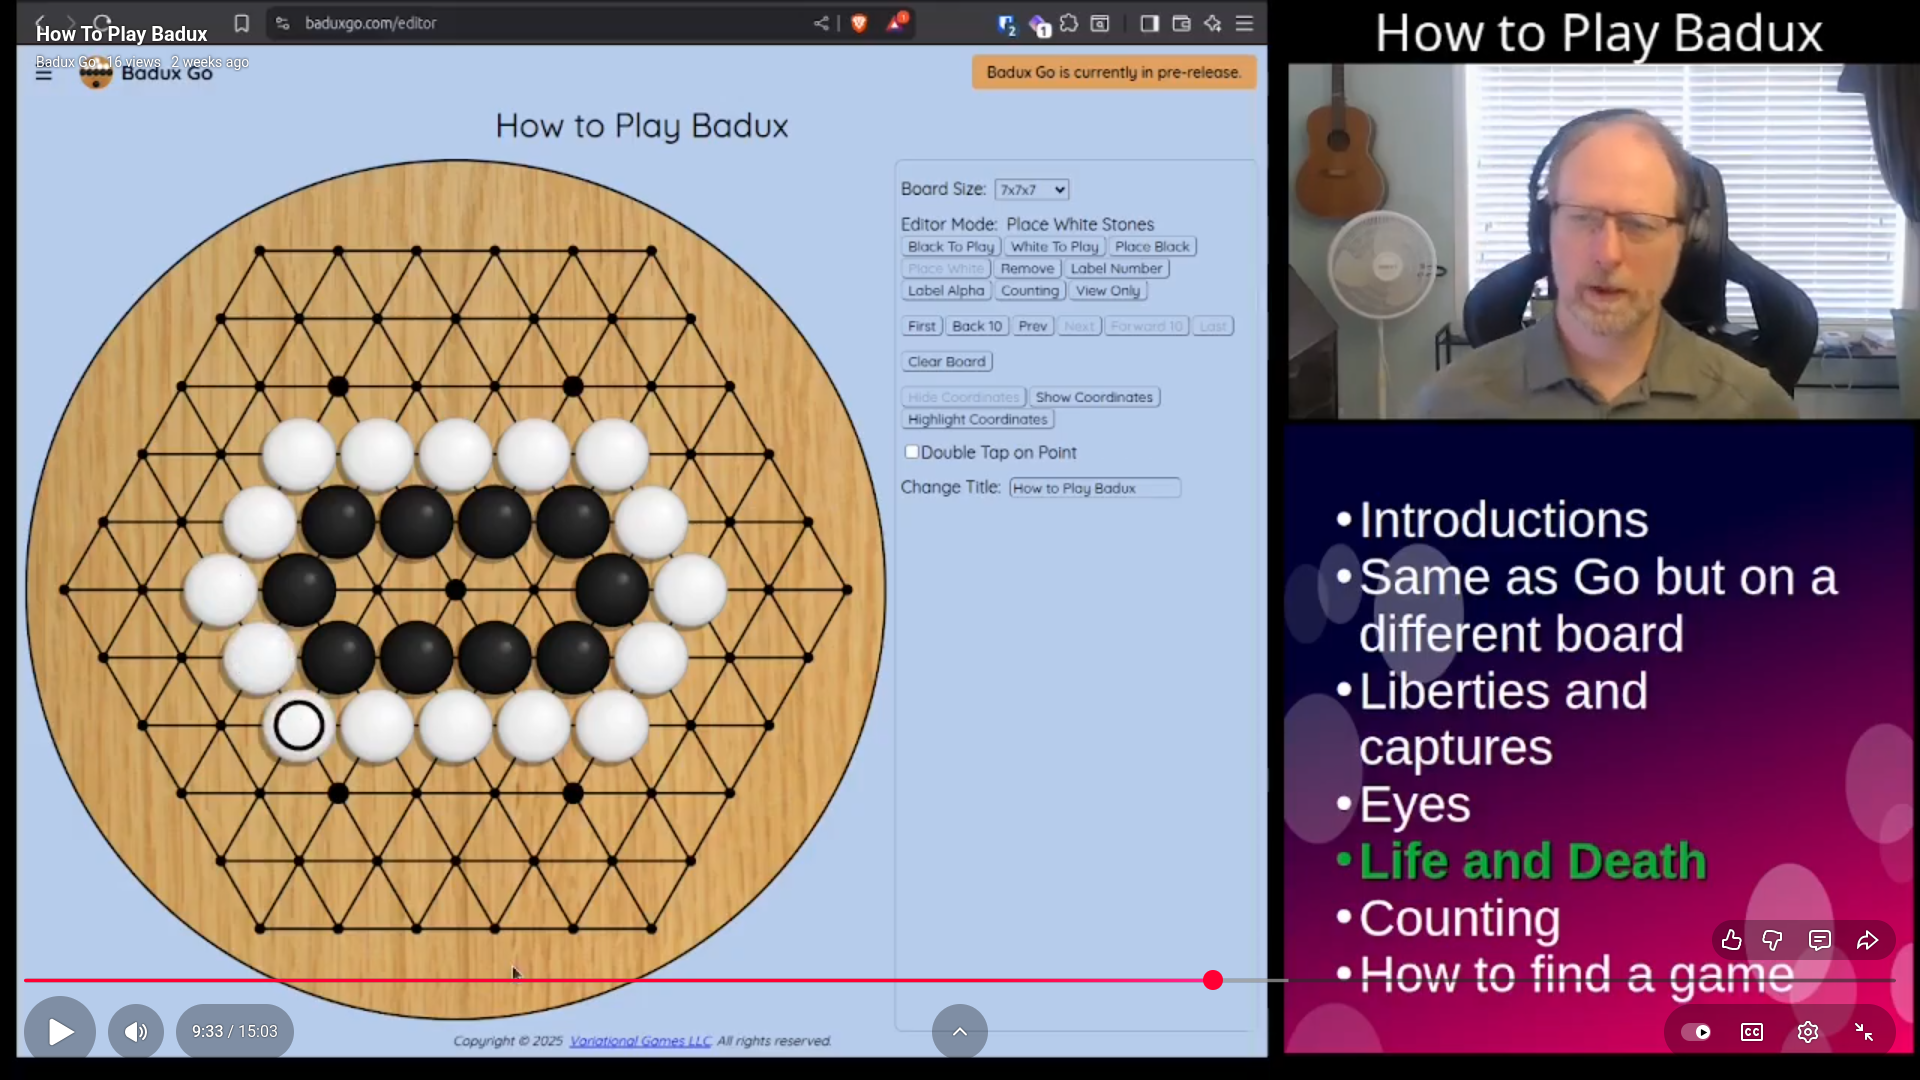 How To Play Badux
Badux Go · 16 views · 2 weeks ago
baduxgo.com/editor
2
1
1
Badux Go
Badux Go is currently in pre-release.
How to Play Badux
Board Size: 7x7x7
Editor Mode: Place White Stones
Black To Play White To Play Place Black
Place White Remove Label Number
Label Alpha Counting View Only
First Back 10 Prev Next Forward 10 Last
Clear Board
Hide Coordinates Show Coordinates
Highlight Coordinates
Double Tap on Point
Change Title: How to Play Badux
Copyright © 2025 Variational Games LLC. All rights reserved.
9:33 / 15:03
How to Play Badux
•Introductions
•Same as Go but on a
different board
•Liberties and
captures
•Eyes
•Life and Death
•Counting
•How to find a game
CC